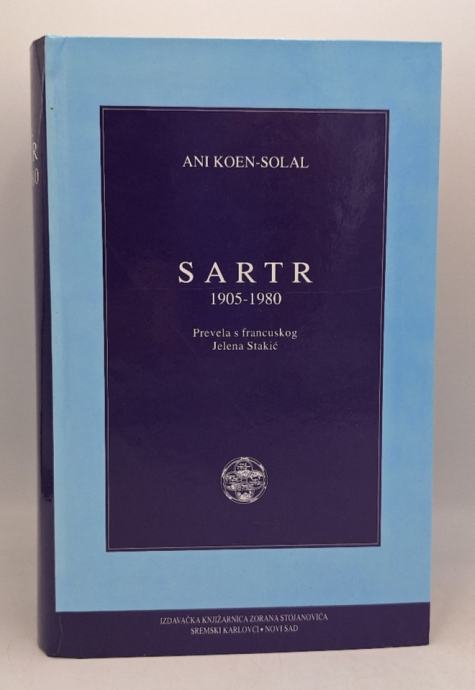 ANI KOEN-SOLAL
SARTR
1905-1980
Prevela s francuskog
Jelena Stakić
IZDAVAČKA KNJIŽARNICA ZORANA STOJANOVIĆA
SREMSKI KARLOVCI • NOVI SAD